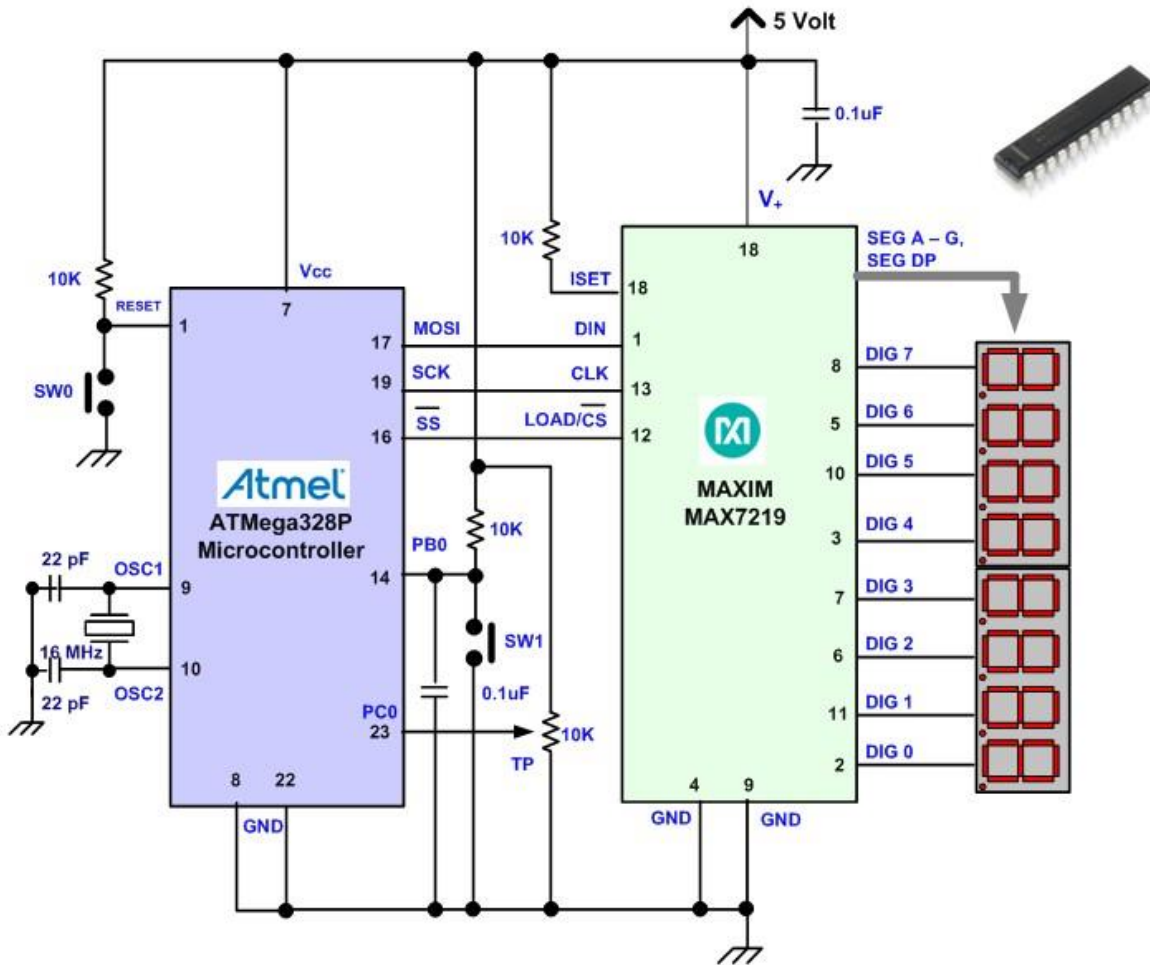 5 Volt
0.1uF
V+
10K
18
SEG A – G,
SEG DP
10K
Vcc
ISET
18
RESET
1
7
MOSI
DIN
17
1
8
DIG 7
SW0
SCK
CLK
19
13
SS
LOAD/CS
16
12
5
DIG 6
Atmel
ATMega328P
Microcontroller
MAXIM
MAX7219
10
DIG 5
10K
3
DIG 4
22 pF
OSC1
9
PB0
14
7
DIG 3
SW1
16 MHz
10
6
DIG 2
22 pF
OSC2
0.1uF
PC0
23
TP
10K
11
DIG 1
2
DIG 0
8
22
4
9
GND
GND
GND